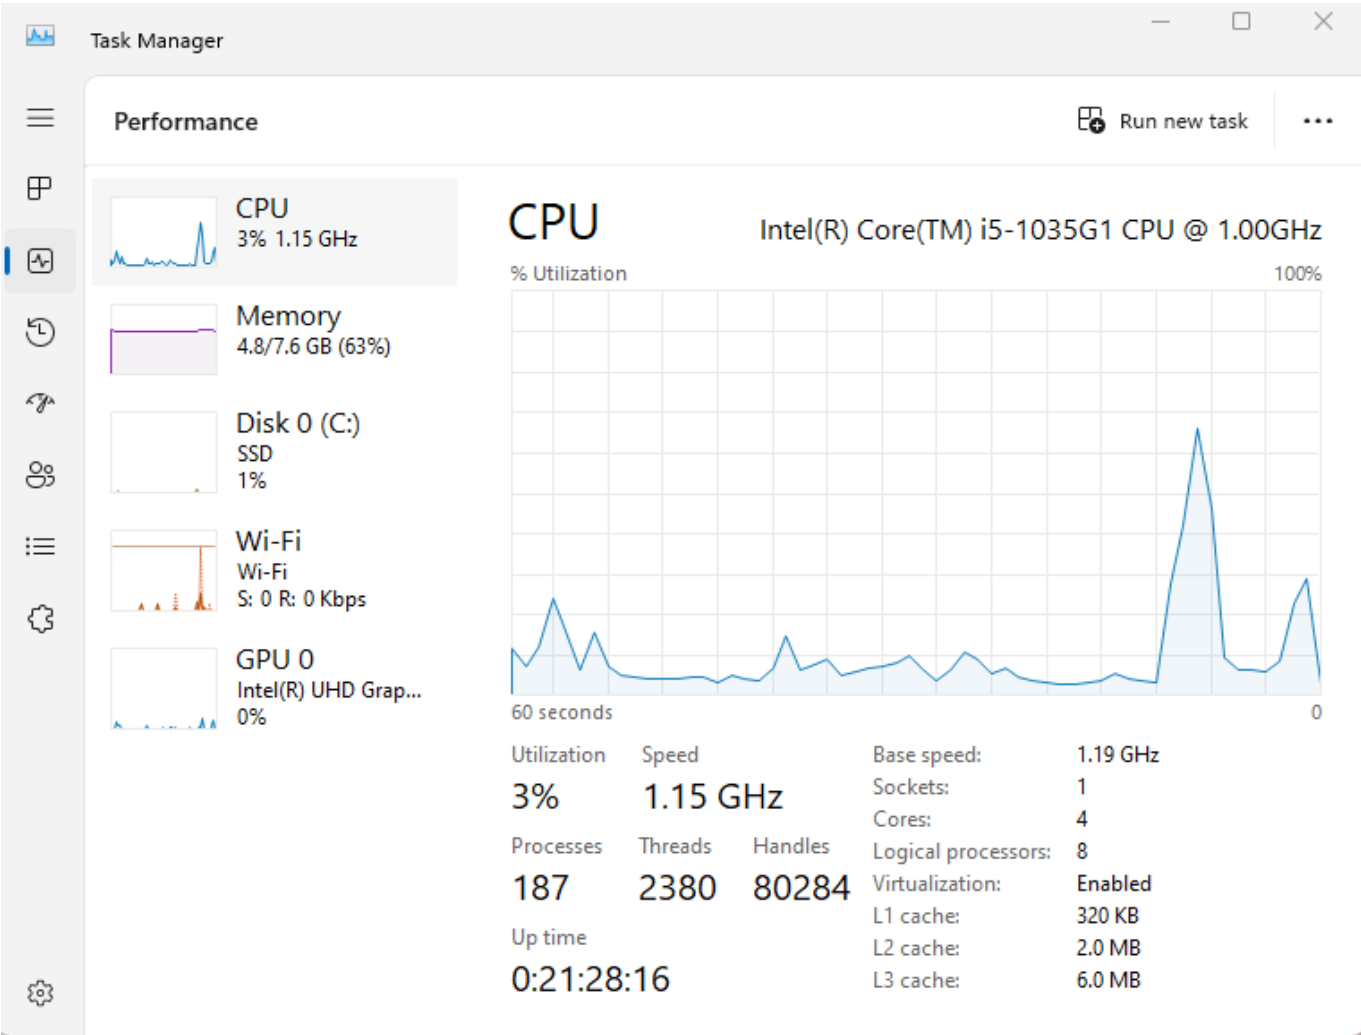 Task Manager
Performance
Run new task
CPU
3% 1.15 GHz
Memory
4.8/7.6 GB (63%)
Disk 0 (C:)
SSD
1%
Wi-Fi
Wi-Fi
S: 0 R: 0 Kbps
GPU 0
Intel(R) UHD Grap...
0%
CPU
Intel(R) Core(TM) i5-1035G1 CPU @ 1.00GHz
% Utilization
100%
60 seconds
0
Utilization Speed
3% 1.15 GHz
Processes Threads Handles
187 2380 80284
Up time
0:21:28:16
Base speed: 1.19 GHz
Sockets: 1
Cores: 4
Logical processors: 8
Virtualization: Enabled
L1 cache: 320 KB
L2 cache: 2.0 MB
L3 cache: 6.0 MB